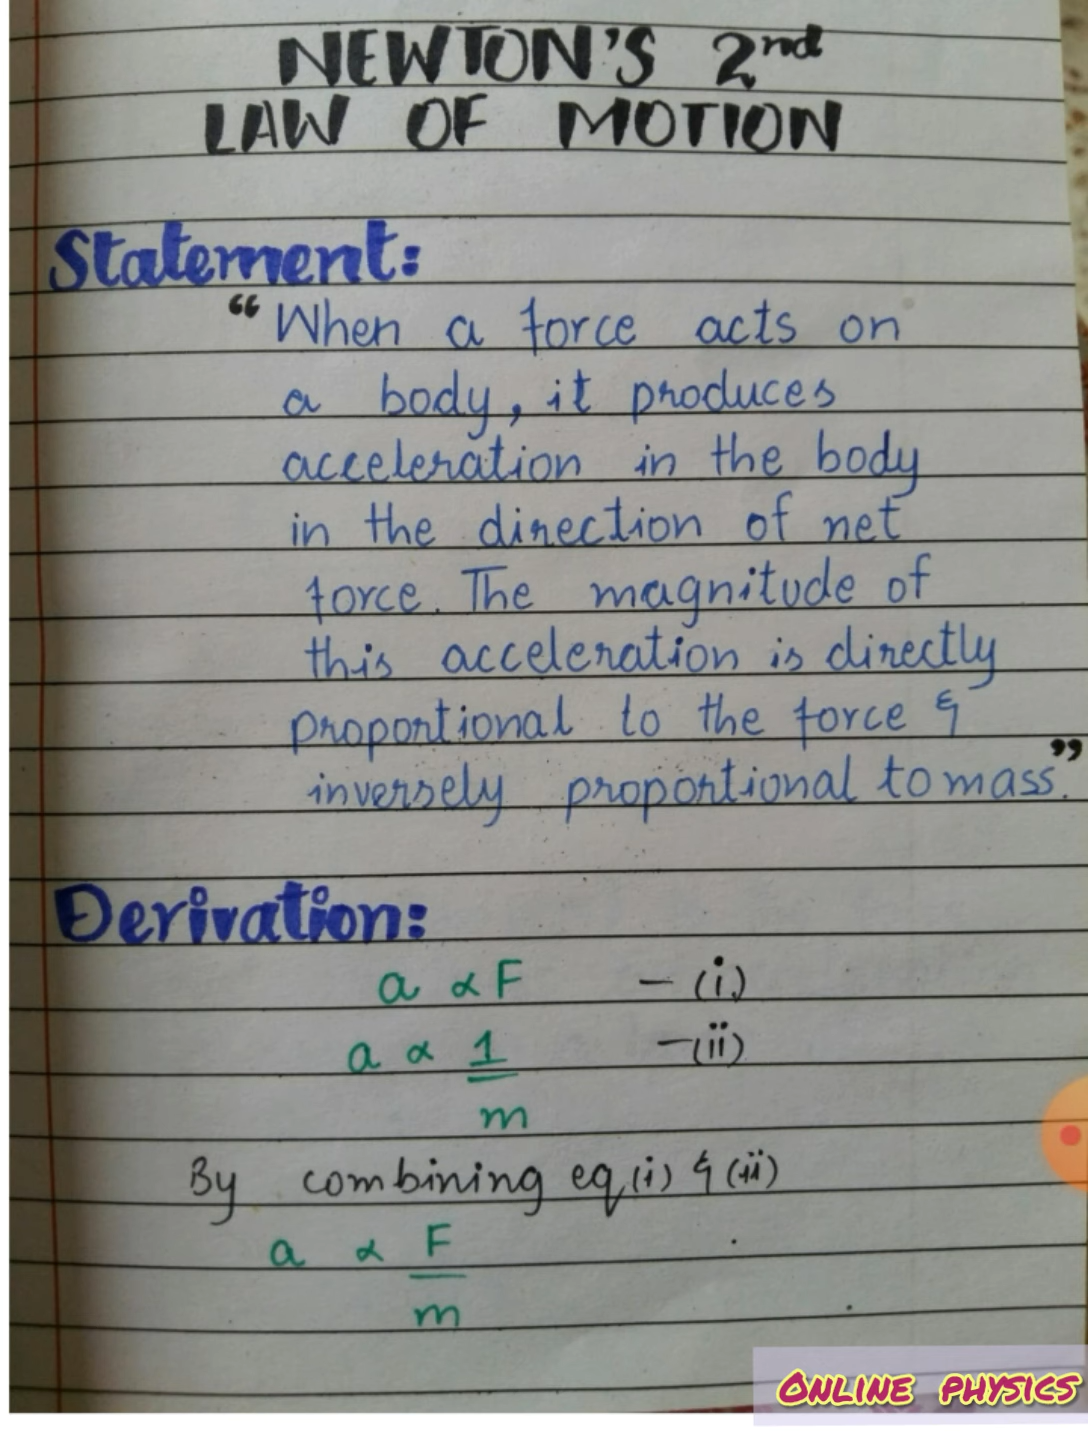 NEWTON'S 2nd
LAW OF MOTION
Statement:
“When a force acts on
a body, it produces
acceleration in the body
in the direction of net
force. The magnitude of
this acceleration is directly
proportional to the force &
inversely proportional to mass.”
Derivation:
a ∝ F – (i)
a ∝ 1/m – (ii)
By combining eq (i) & (ii)
a ∝ F/m
ONLINE PHYSICS